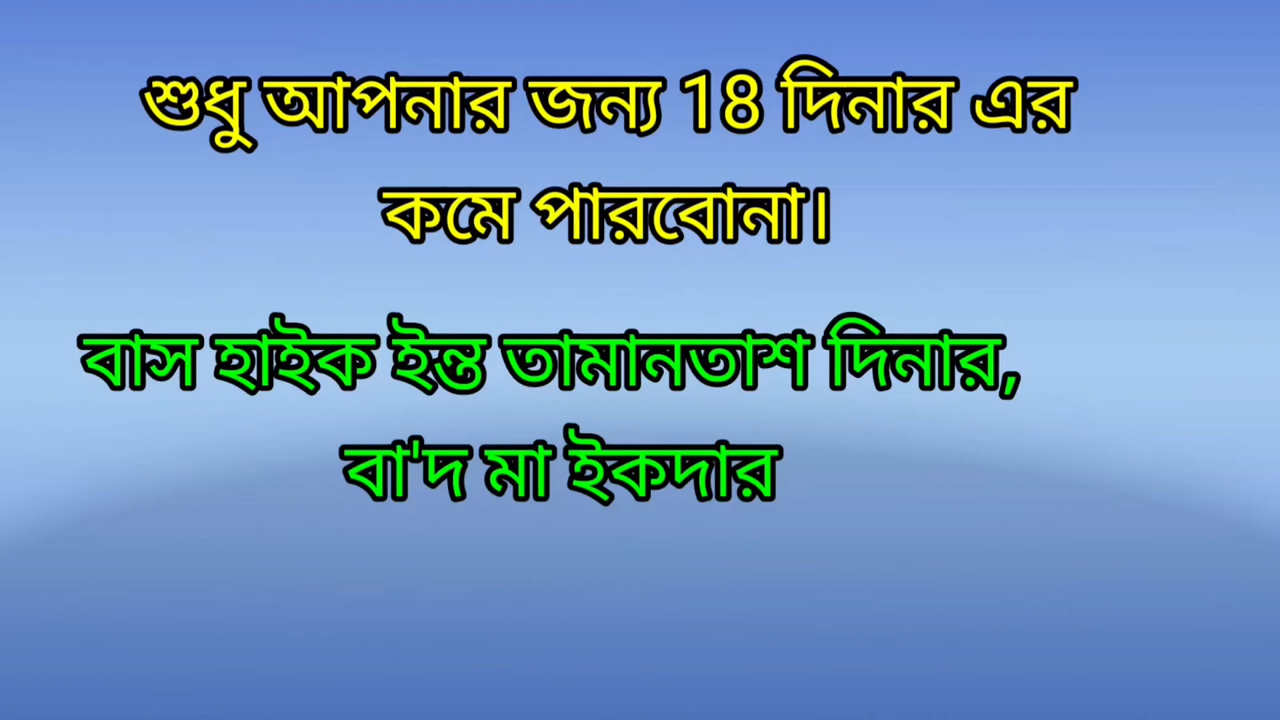 শুধু আপনার জন্য 18 দিনার এর
কমে পারবোনা।
বাস হাইক ইন্ত তামানতাশ দিনার,
বা'দ মা ইকদার